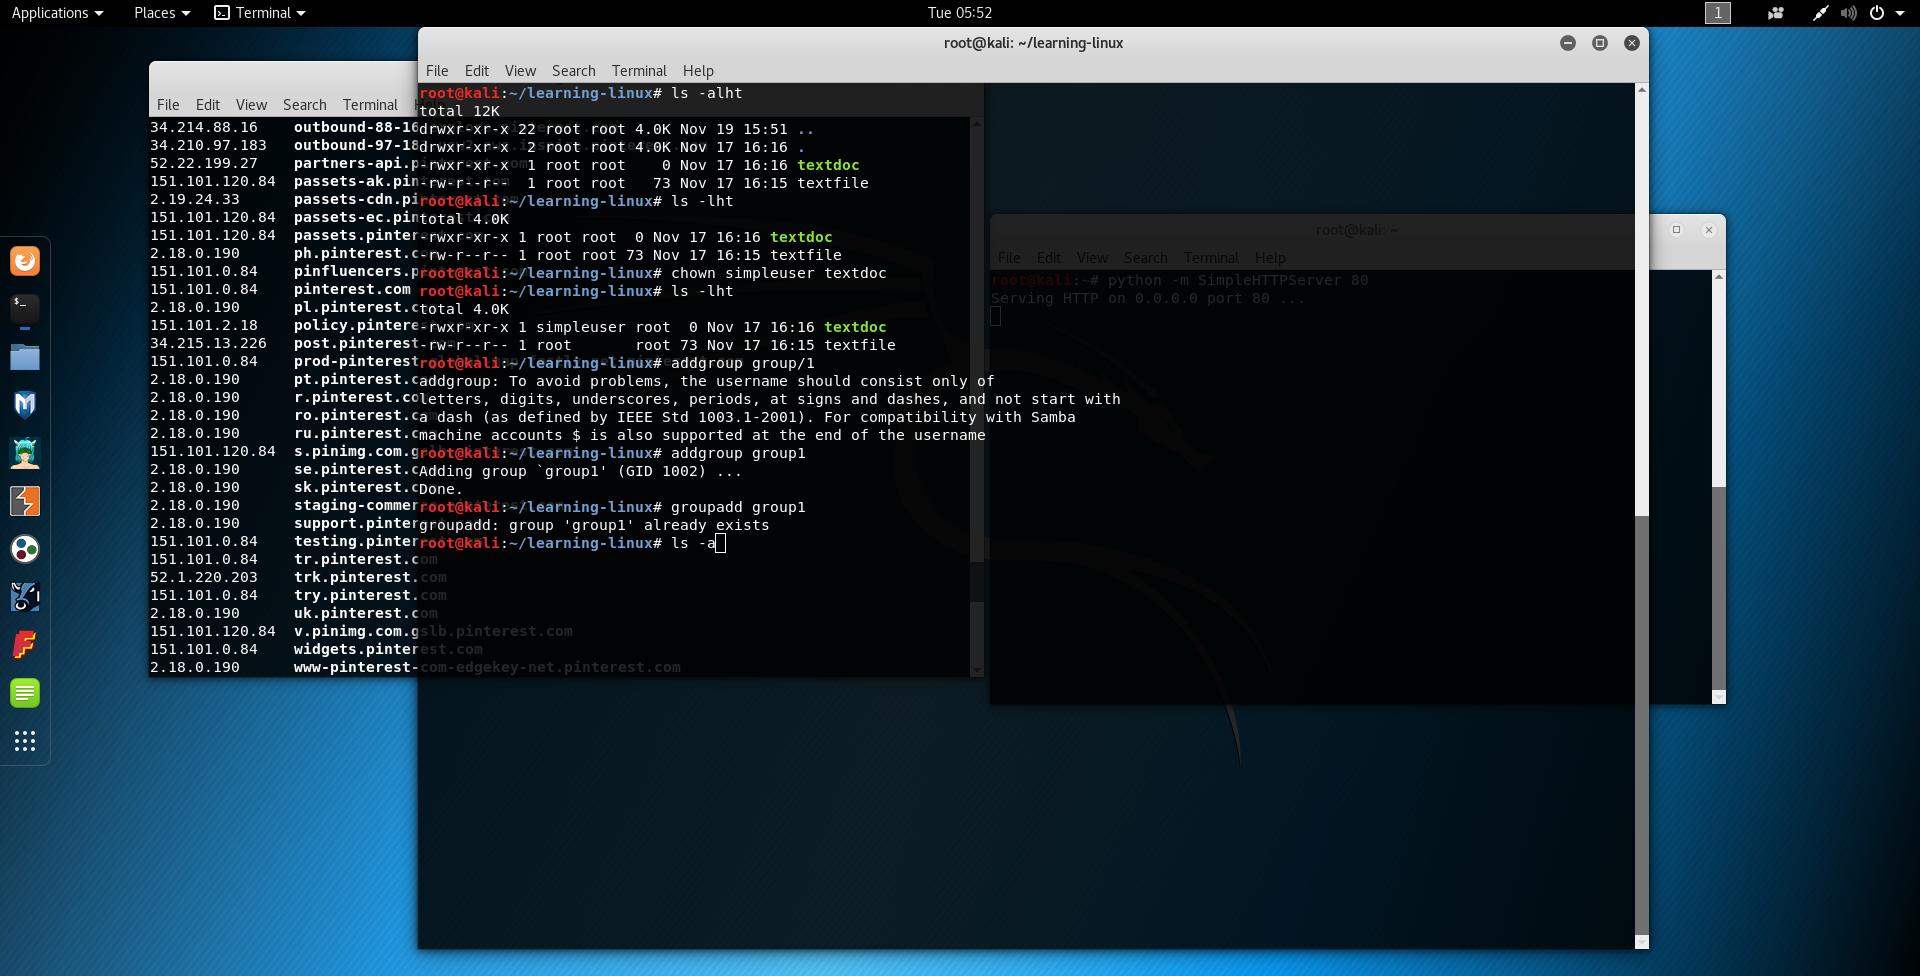 Applications Places Terminal Tue 05:52 1
root@kali: ~/learning-linux
File Edit View Search Terminal Help
root@kali:~/learning-linux# ls -alht
total 12K
drwxr-xr-x 22 root root 4.0K Nov 19 15:51 ..
drwxr-xr-x  2 root root 4.0K Nov 17 16:16 .
-rwxr-xr-x  1 root root    0 Nov 17 16:16 textdoc
-rw-r--r--  1 root root   73 Nov 17 16:15 textfile
root@kali:~/learning-linux# ls -lht
total 4.0K
-rwxr-xr-x 1 root root  0 Nov 17 16:16 textdoc
-rw-r--r-- 1 root root 73 Nov 17 16:15 textfile
root@kali:~/learning-linux# chown simpleuser textdoc
root@kali:~/learning-linux# ls -lht
total 4.0K
-rwxr-xr-x 1 simpleuser root  0 Nov 17 16:16 textdoc
-rw-r--r-- 1 root       root 73 Nov 17 16:15 textfile
root@kali:~/learning-linux# addgroup group/1
addgroup: To avoid problems, the username should consist only of
letters, digits, underscores, periods, at signs and dashes, and not start with
a dash (as defined by IEEE Std 1003.1-2001). For compatibility with Samba
machine accounts $ is also supported at the end of the username
root@kali:~/learning-linux# addgroup group1
Adding group `group1' (GID 1002) ...
Done.
root@kali:~/learning-linux# groupadd group1
groupadd: group 'group1' already exists
root@kali:~/learning-linux# ls -a
File Edit View Search Terminal
34.214.88.16 outbound-88-16
34.210.97.183 outbound-97-18
52.22.199.27 partners-api.p
151.101.120.84 passets-ak.pin
2.19.24.33 passets-cdn.pi
151.101.120.84 passets-ec.pin
151.101.120.84 passets.pinter
2.18.0.190 ph.pinterest.c
151.101.0.84 pinfluencers.p
151.101.0.84 pinterest.com
2.18.0.190 pl.pinterest.c
151.101.2.18 policy.pintere
34.215.13.226 post.pinterest
151.101.0.84 prod-pinterest
2.18.0.190 pt.pinterest.c
2.18.0.190 r.pinterest.co
2.18.0.190 ro.pinterest.c
2.18.0.190 ru.pinterest.c
151.101.120.84 s.pinimg.com.g
2.18.0.190 se.pinterest.c
2.18.0.190 sk.pinterest.c
2.18.0.190 staging-commer
2.18.0.190 support.pinter
151.101.0.84 testing.pinter
151.101.0.84 tr.pinterest.com
52.1.220.203 trk.pinterest.com
151.101.0.84 try.pinterest.com
2.18.0.190 uk.pinterest.com
151.101.120.84 v.pinimg.com.gslb.pinterest.com
151.101.0.84 widgets.pinterest.com
2.18.0.190 www-pinterest-com-edgekey-net.pinterest.com
root@kali: ~
File Edit View Search Terminal Help
root@kali:~# python -m SimpleHTTPServer 80
Serving HTTP on 0.0.0.0 port 80 ...